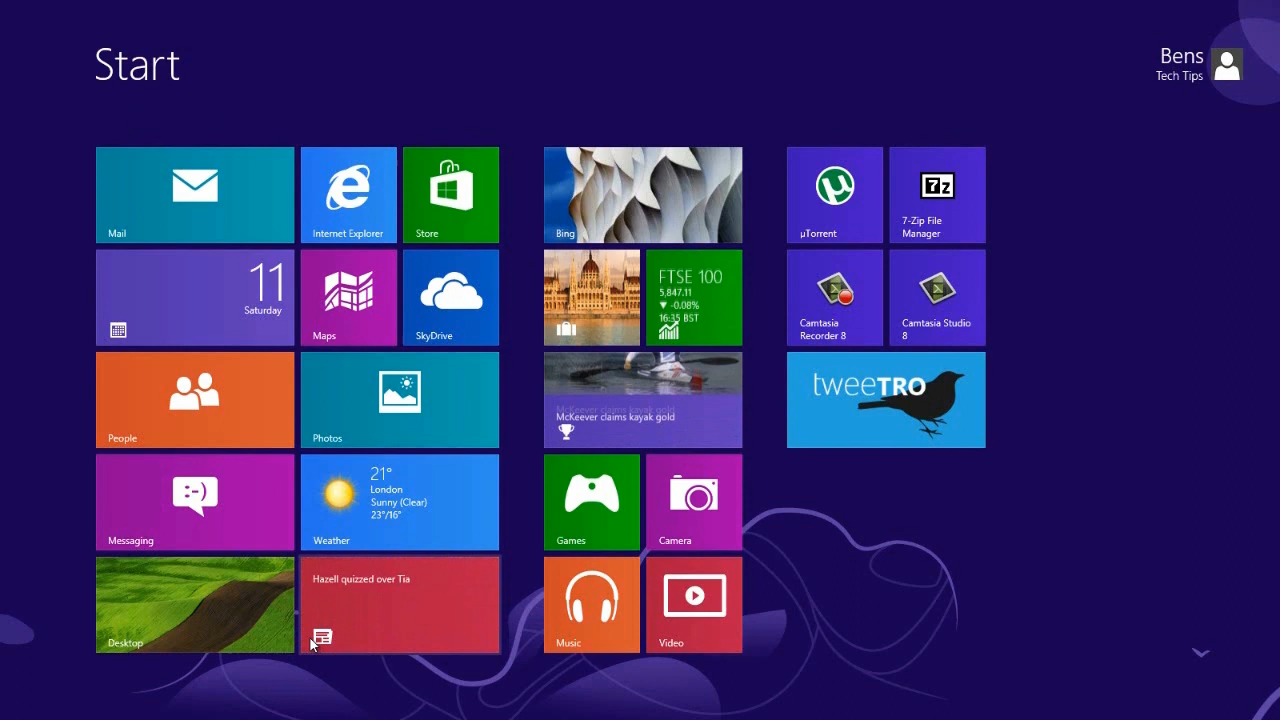 Start
Bens
Tech Tips
Mail
Internet Explorer
Store
11
Saturday
Maps
SkyDrive
People
Photos
Messaging
21°
London
Sunny (Clear)
23°/16°
Weather
Desktop
Hazell quizzed over Tia
Bing
FTSE 100
5,847.11
▼ -0.08%
16:35 BST
McKeever claims kayak gold
Games
Camera
Music
Video
µ
µTorrent
7z
7-Zip File
Manager
Camtasia
Recorder 8
Camtasia Studio
8
tweeTRO